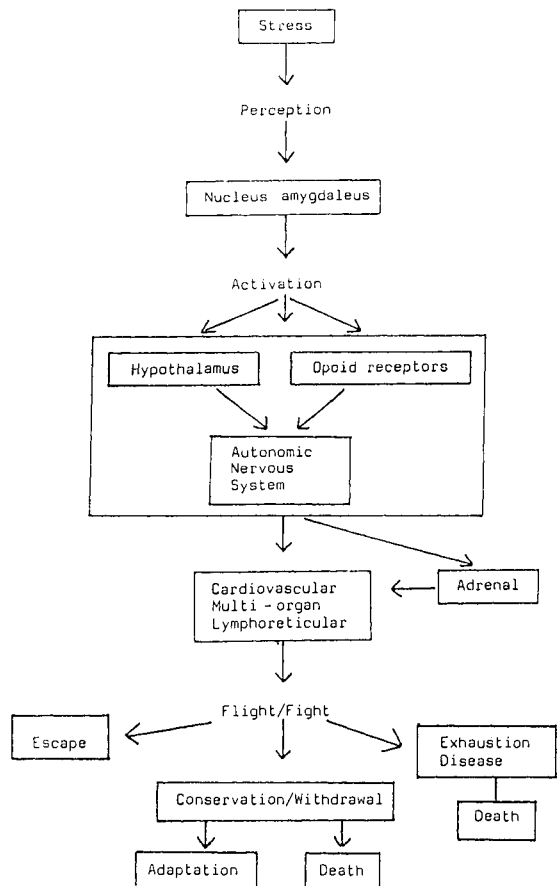 Stress
Perception
Nucleus amygdaleus
Activation
Hypothalamus
Opoid receptors
Autonomic
Nervous
System
Cardiovascular
Multi-organ
Lymphoreticular
Adrenal
Flight/Fight
Escape
Exhaustion
Disease
Conservation/Withdrawal
Death
Adaptation
Death